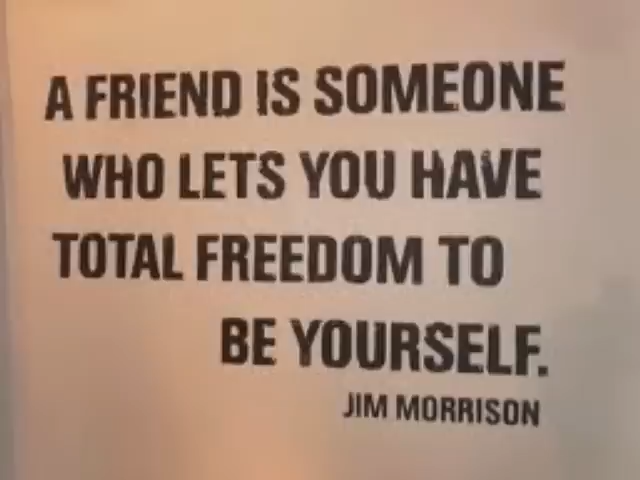 A FRIEND IS SOMEONE
WHO LETS YOU HAVE
TOTAL FREEDOM TO
BE YOURSELF.
JIM MORRISON